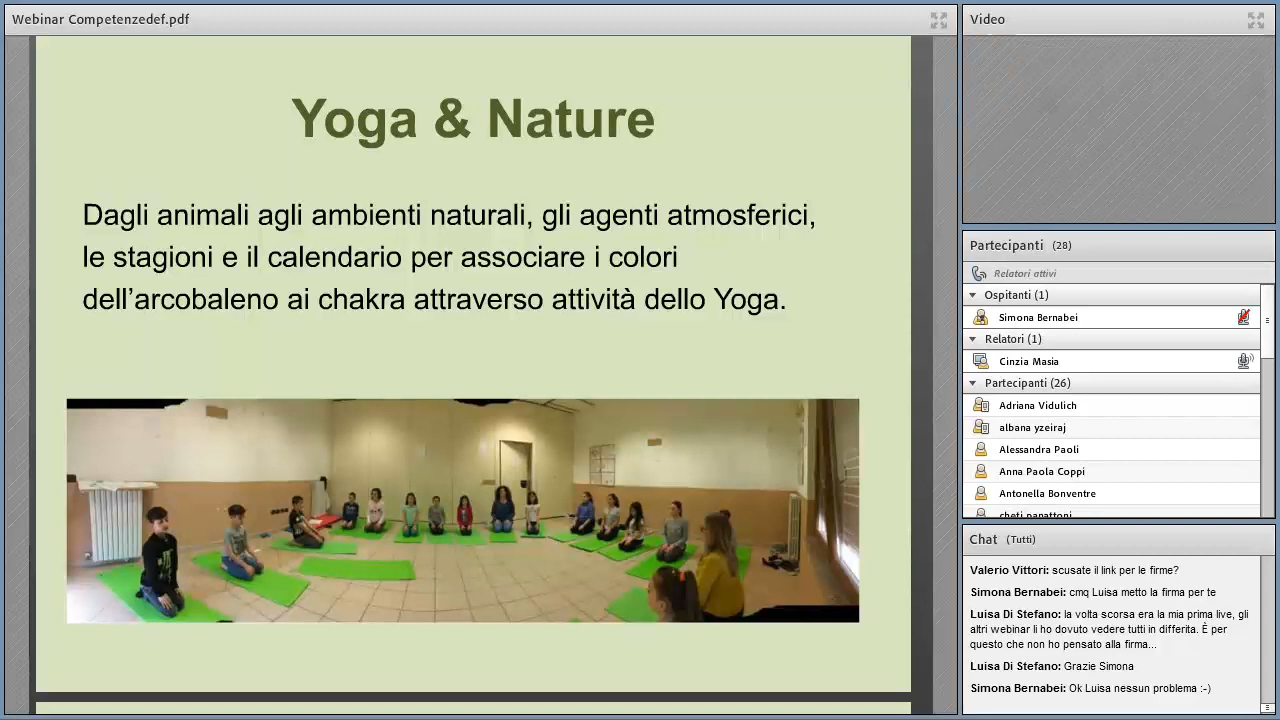 Webinar Competenzedef.pdf
Yoga & Nature
Dagli animali agli ambienti naturali, gli agenti atmosferici,
le stagioni e il calendario per associare i colori
dell’arcobaleno ai chakra attraverso attività dello Yoga.
Video
Partecipanti (28)
Relatori attivi
Ospitanti (1)
Simona Bernabei
Relatori (1)
Cinzia Masia
Partecipanti (26)
Adriana Vidulich
albana yzeiraj
Alessandra Paoli
Anna Paola Coppi
Antonella Bonventre
Chat (Tutti)
Valerio Vittori: scusate il link per le firme?
Simona Bernabei: cmq Luisa metto la firma per te
Luisa Di Stefano: la volta scorsa era la mia prima live, gli
altri webinar li ho dovuto vedere tutti in differita. È per
questo che non ho pensato alla firma...
Luisa Di Stefano: Grazie Simona
Simona Bernabei: Ok Luisa nessun problema :-)